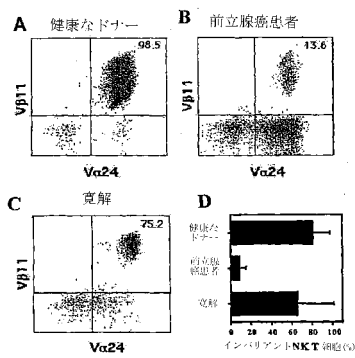 A 健康なドナー
98.5
Vβ11
Vα24
B 前立腺癌患者
13.6
Vβ11
Vα24
C 寛解
75.2
Vβ11
Vα24
D
健康な
ドナー
前立腺
癌患者
寛解
0 20 40 60 80 100
インバリアントNKT細胞(%)